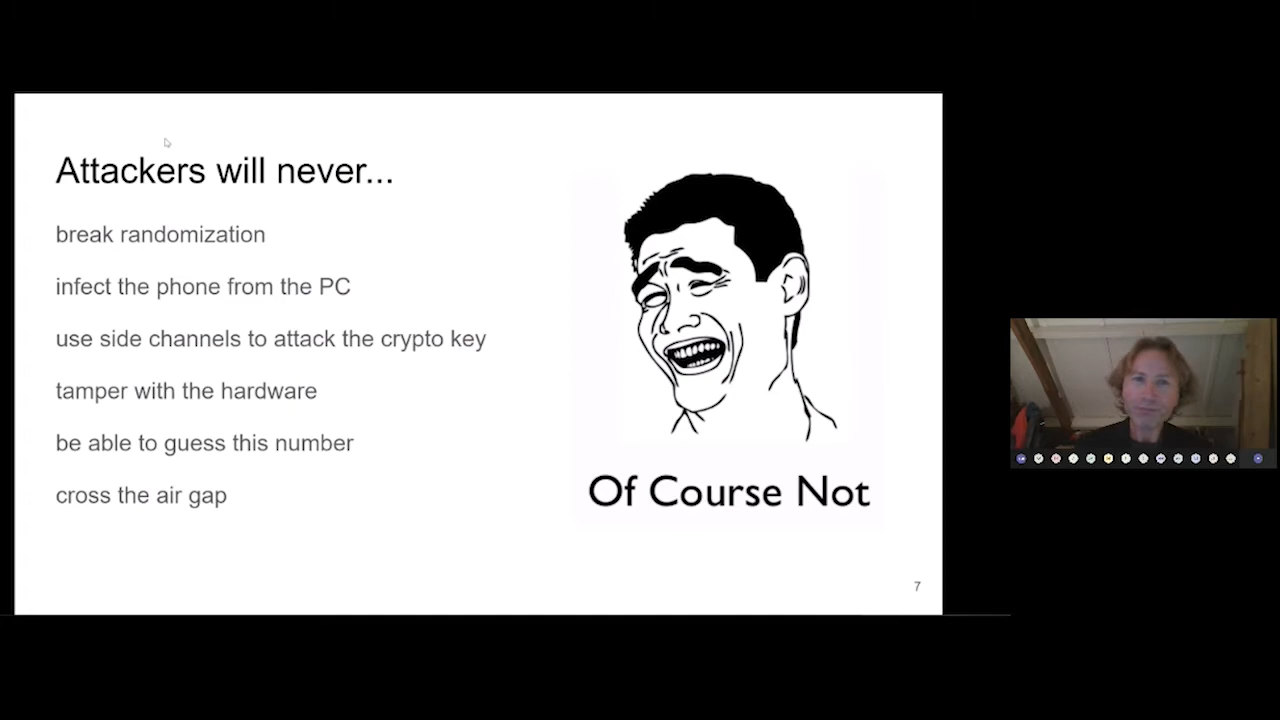 Attackers will never...
break randomization
infect the phone from the PC
use side channels to attack the crypto key
tamper with the hardware
be able to guess this number
cross the air gap
Of Course Not
7